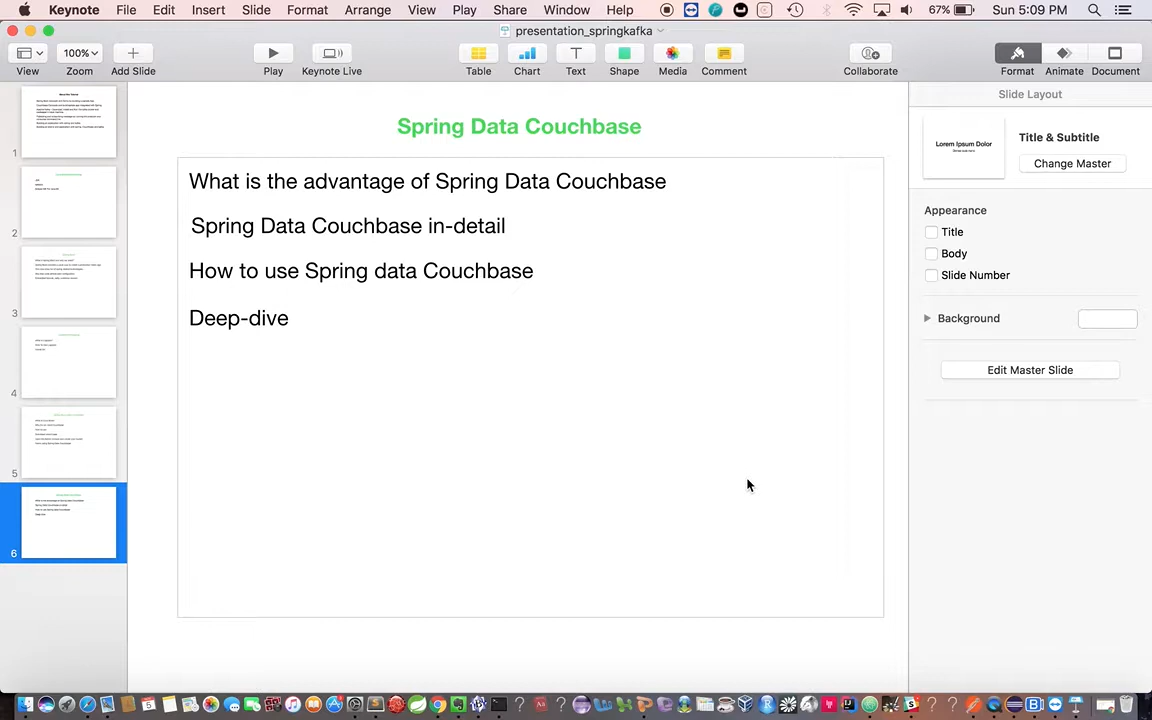 Keynote File Edit Insert Slide Format Arrange View Play Share Window Help 67% Sun 5:09 PM
presentation_springkafka
100%
View Zoom Add Slide Play Keynote Live Table Chart Text Shape Media Comment Collaborate Format Animate Document
Slide Layout
Lorem Ipsum Dolor
Title & Subtitle
Change Master
Appearance
Title
Body
Slide Number
Background
Edit Master Slide
1
2
3
4
5
6
Spring Data Couchbase
What is the advantage of Spring Data Couchbase
Spring Data Couchbase in-detail
How to use Spring data Couchbase
Deep-dive